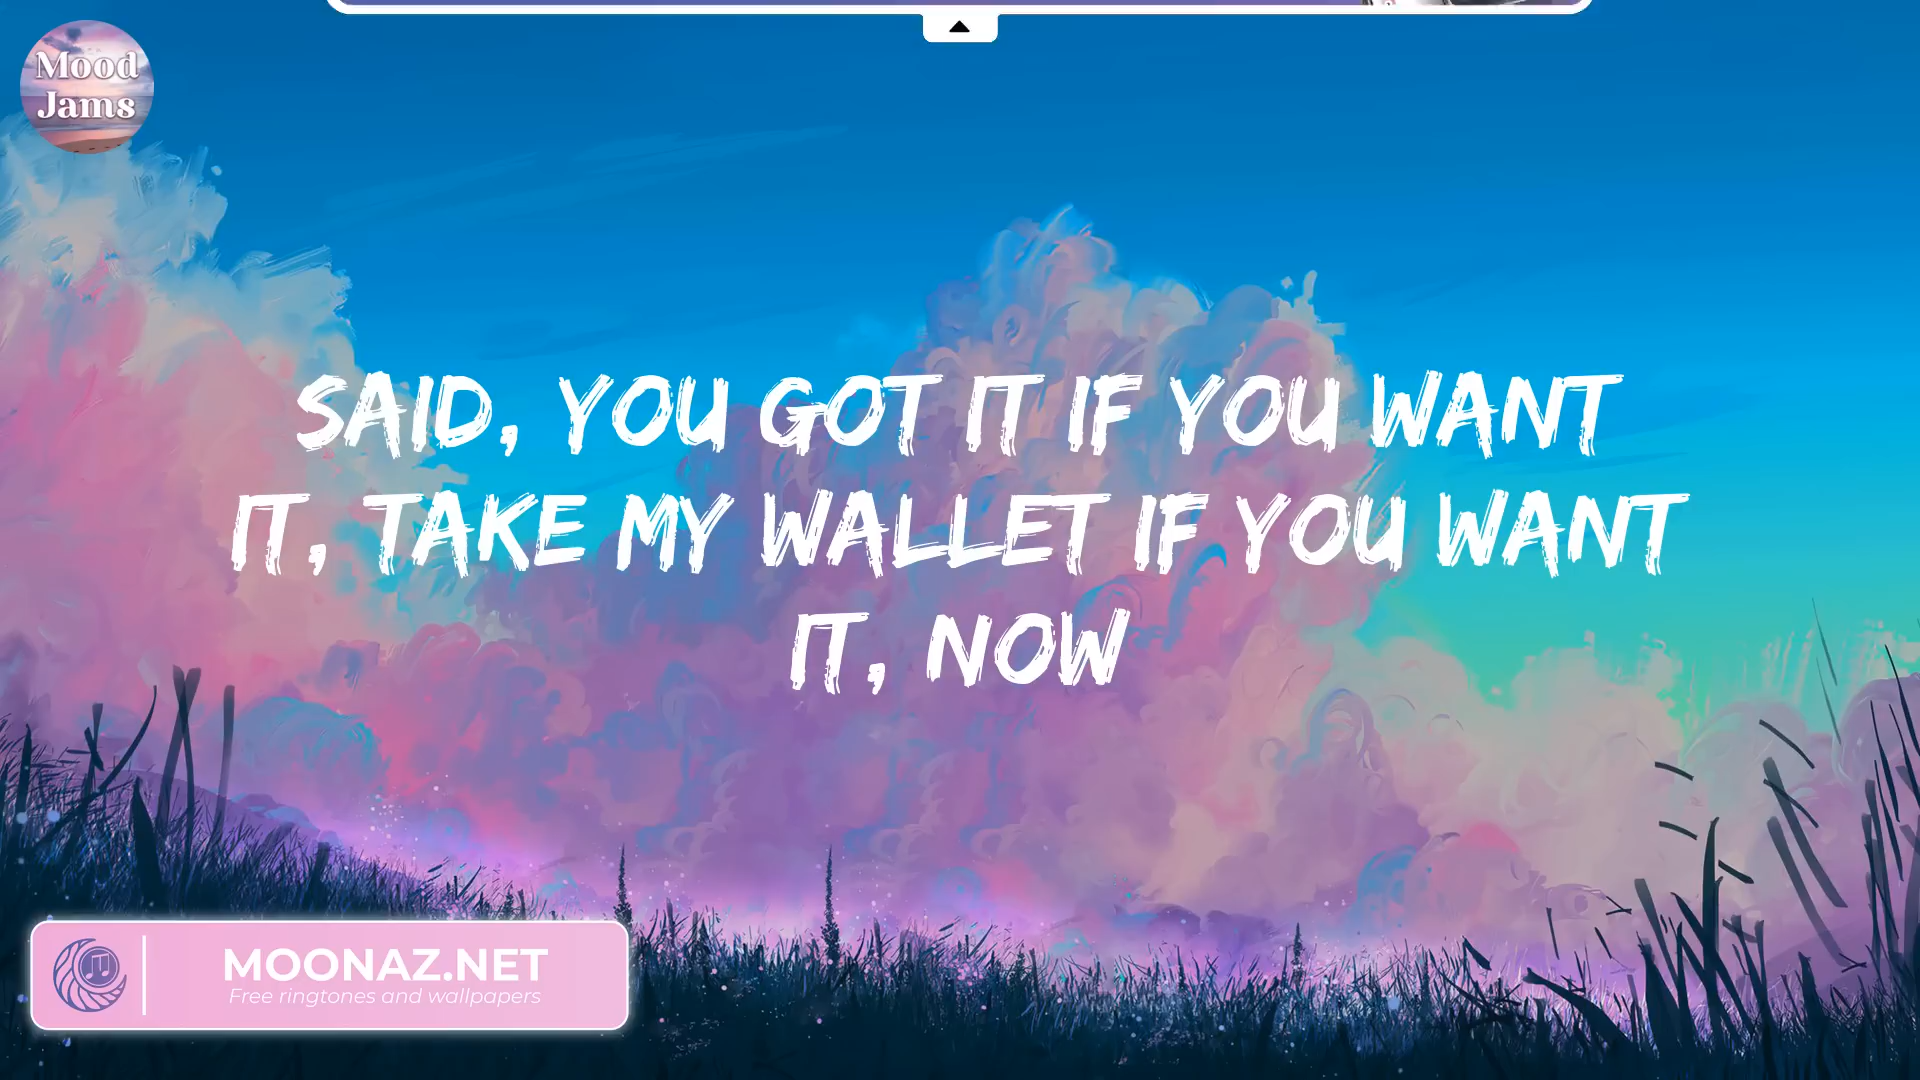 Mood
Jams
SAID, YOU GOT IT IF YOU WANT
IT, TAKE MY WALLET IF YOU WANT
IT, NOW
MOONAZ.NET
Free ringtones and wallpapers